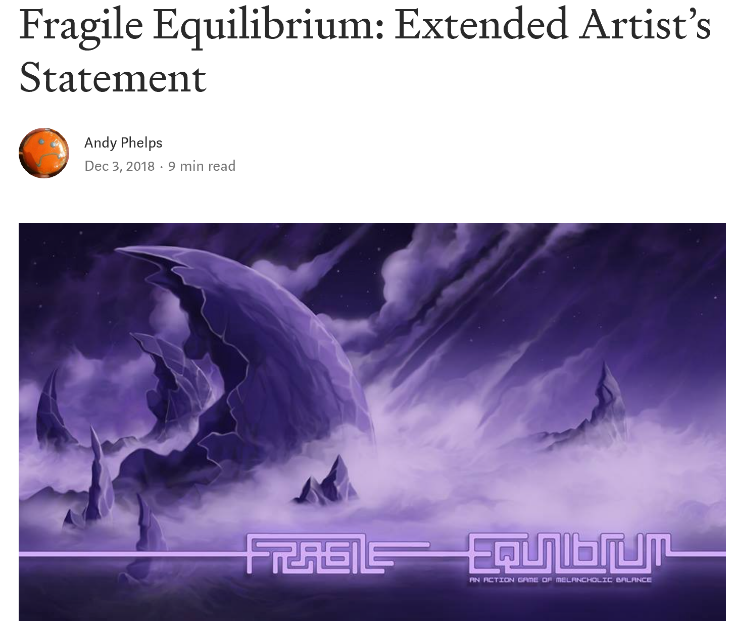 Fragile Equilibrium: Extended Artist’s
Statement
Andy Phelps
Dec 3, 2018 · 9 min read
FRAGILE EQUILIBRIUM
AN ACTION GAME OF MELANCHOLIC BALANCE